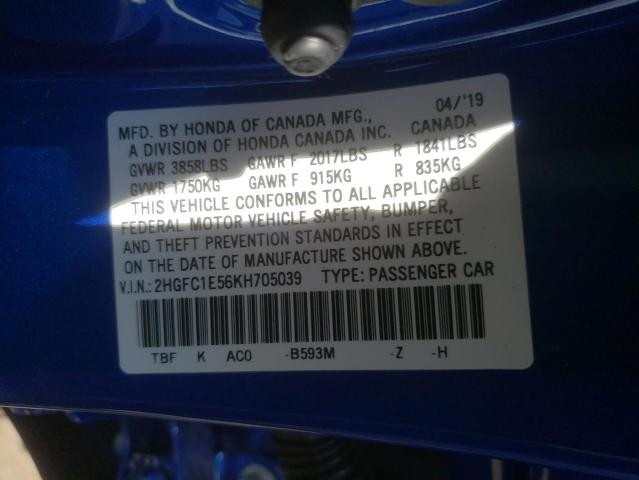 MFD. BY HONDA OF CANADA MFG., 04/'19
A DIVISION OF HONDA CANADA INC. CANADA
GVWR 3858LBS GAWR F 2017LBS R 1841LBS
GVWR 1750KG GAWR F 915KG R 835KG
THIS VEHICLE CONFORMS TO ALL APPLICABLE
FEDERAL MOTOR VEHICLE SAFETY, BUMPER,
AND THEFT PREVENTION STANDARDS IN EFFECT
ON THE DATE OF MANUFACTURE SHOWN ABOVE.
V.I.N.: 2HGFC1E56KH705039 TYPE: PASSENGER CAR
TBF K AC0 -B593M -Z -H